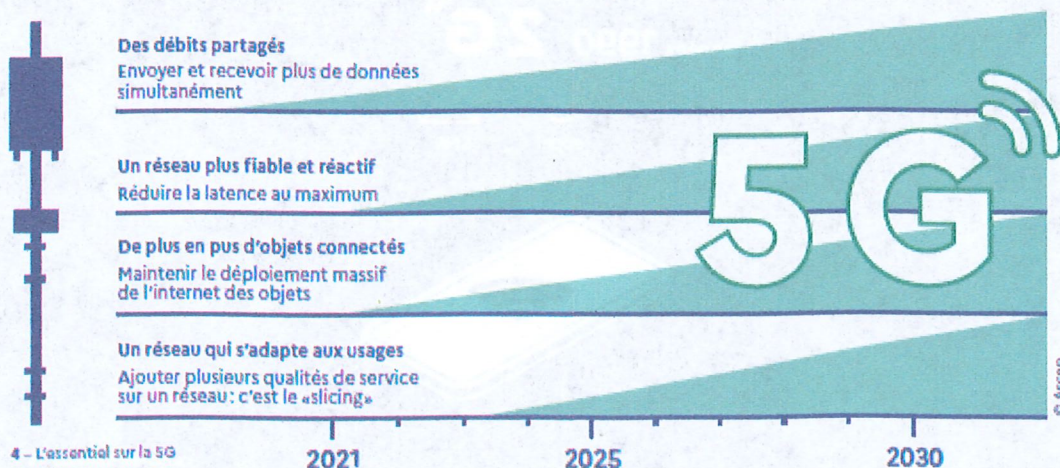 Des débits partagés
Envoyer et recevoir plus de données
simultanément
Un réseau plus fiable et réactif
Réduire la latence au maximum
De plus en pus d'objets connectés
Maintenir le déploiement massif
de l'internet des objets
Un réseau qui s'adapte aux usages
Ajouter plusieurs qualités de service
sur un réseau : c'est le «slicing»
5G
© Arcep
4 – L'essentiel sur la 5G
2021
2025
2030